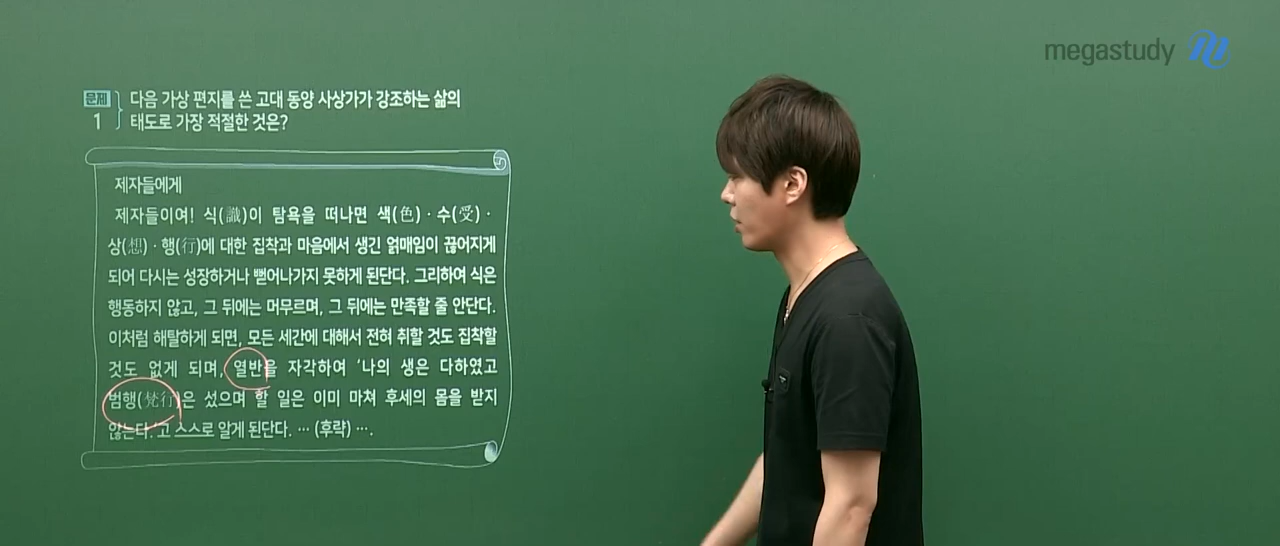 megastudy
문제 다음 가상 편지를 쓴 고대 동양 사상가가 강조하는 삶의
1 태도로 가장 적절한 것은?
제자들에게
제자들이여! 식(識)이 탐욕을 떠나면 색(色)·수(受)·
상(想)·행(行)에 대한 집착과 마음에서 생긴 얽매임이 끊어지게
되어 다시는 성장하거나 뻗어나가지 못하게 된단다. 그리하여 식은
행동하지 않고, 그 뒤에는 머무르며, 그 뒤에는 만족할 줄 안단다.
이처럼 해탈하게 되면, 모든 세간에 대해서 전혀 취할 것도 집착할
것도 없게 되며, 열반을 자각하여 '나의 생은 다하였고
범행(梵行)은 섰으며 할 일은 이미 마쳐 후세의 몸을 받지
않는다.'고 스스로 알게 된단다. … (후략) ….